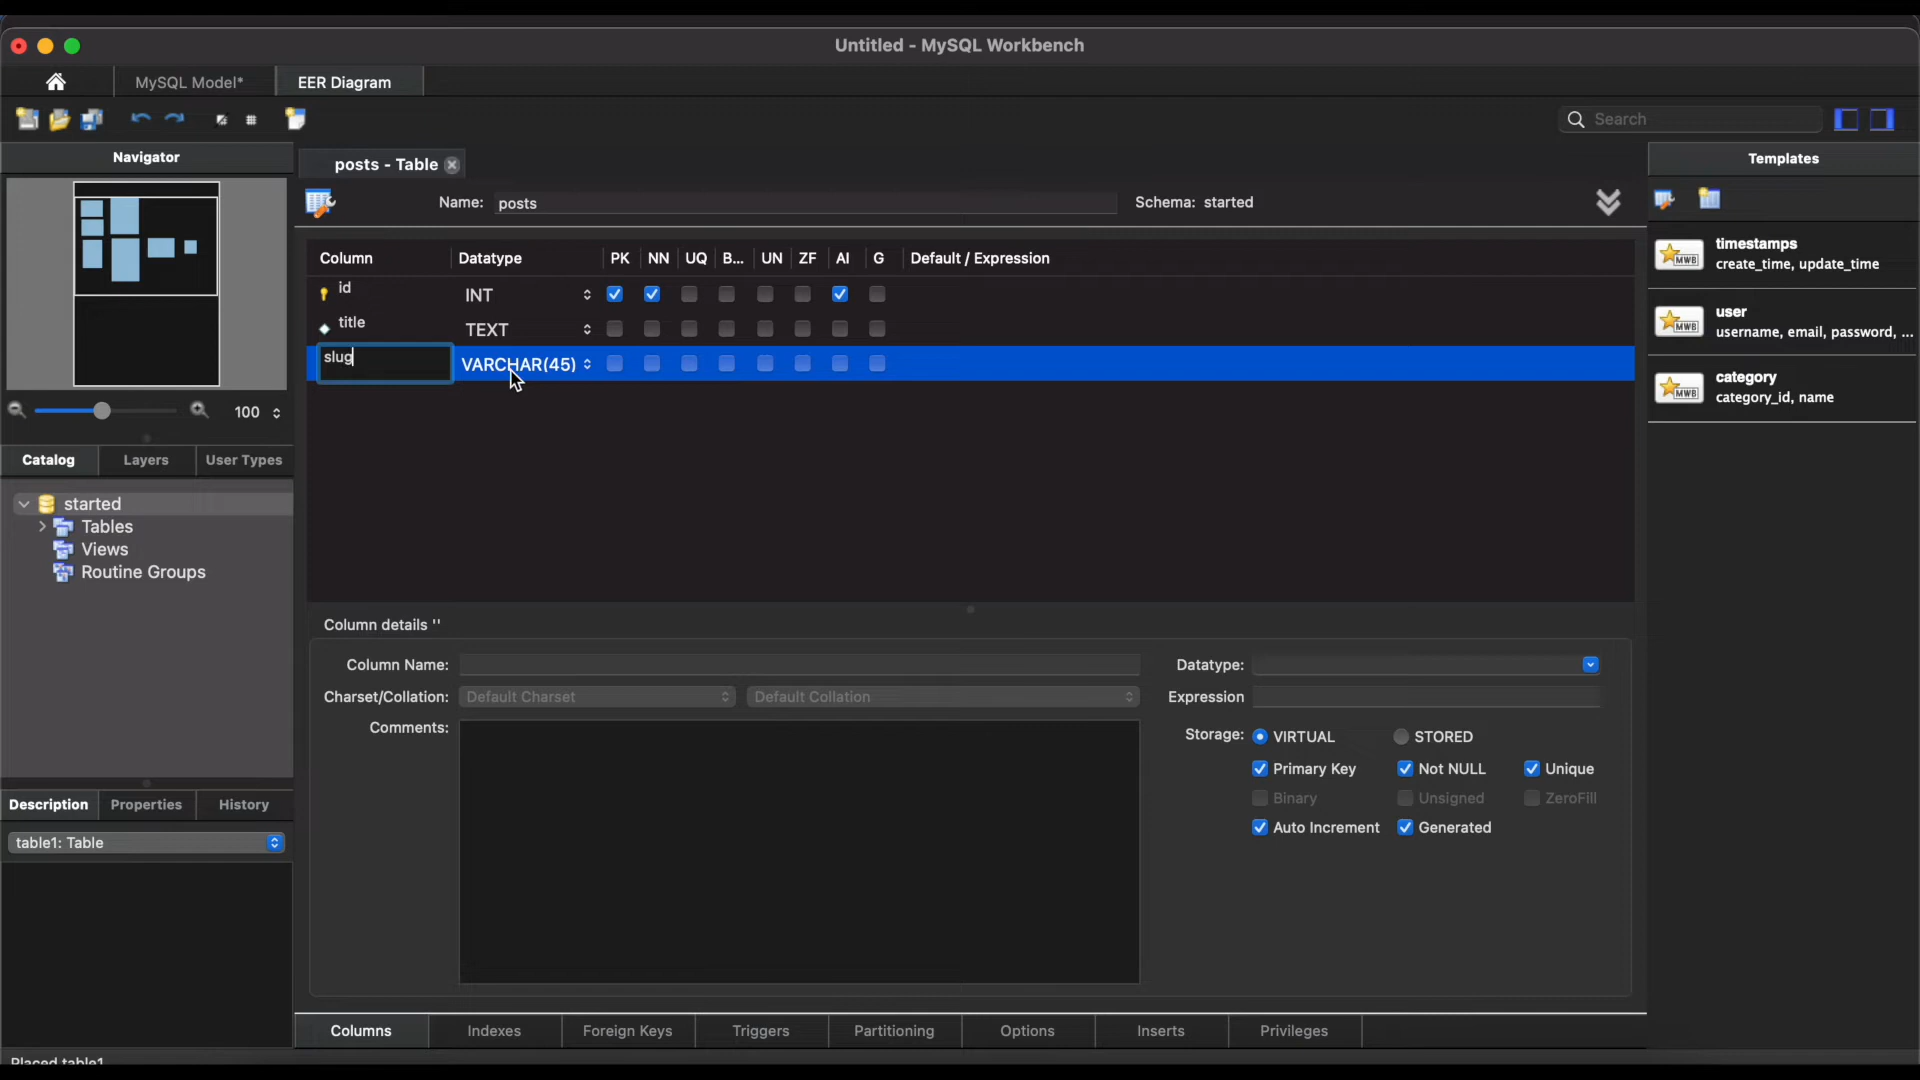 Untitled - MySQL Workbench
MySQL Model*
EER Diagram
Search
Navigator
posts - Table
Templates
Name: posts
Schema: started
Column Datatype PK NN UQ B... UN ZF AI G Default / Expression
id INT
title TEXT
slug VARCHAR(45)
timestamps
create_time, update_time
user
username, email, password, ...
category
category_id, name
100
Catalog Layers User Types
started
Tables
Views
Routine Groups
Column details ''
Column Name:
Datatype:
Charset/Collation: Default Charset Default Collation
Expression
Comments:
Storage: VIRTUAL STORED
Primary Key Not NULL Unique
Binary Unsigned ZeroFill
Auto Increment Generated
Description Properties History
table1: Table
Columns Indexes Foreign Keys Triggers Partitioning Options Inserts Privileges
Placed table1